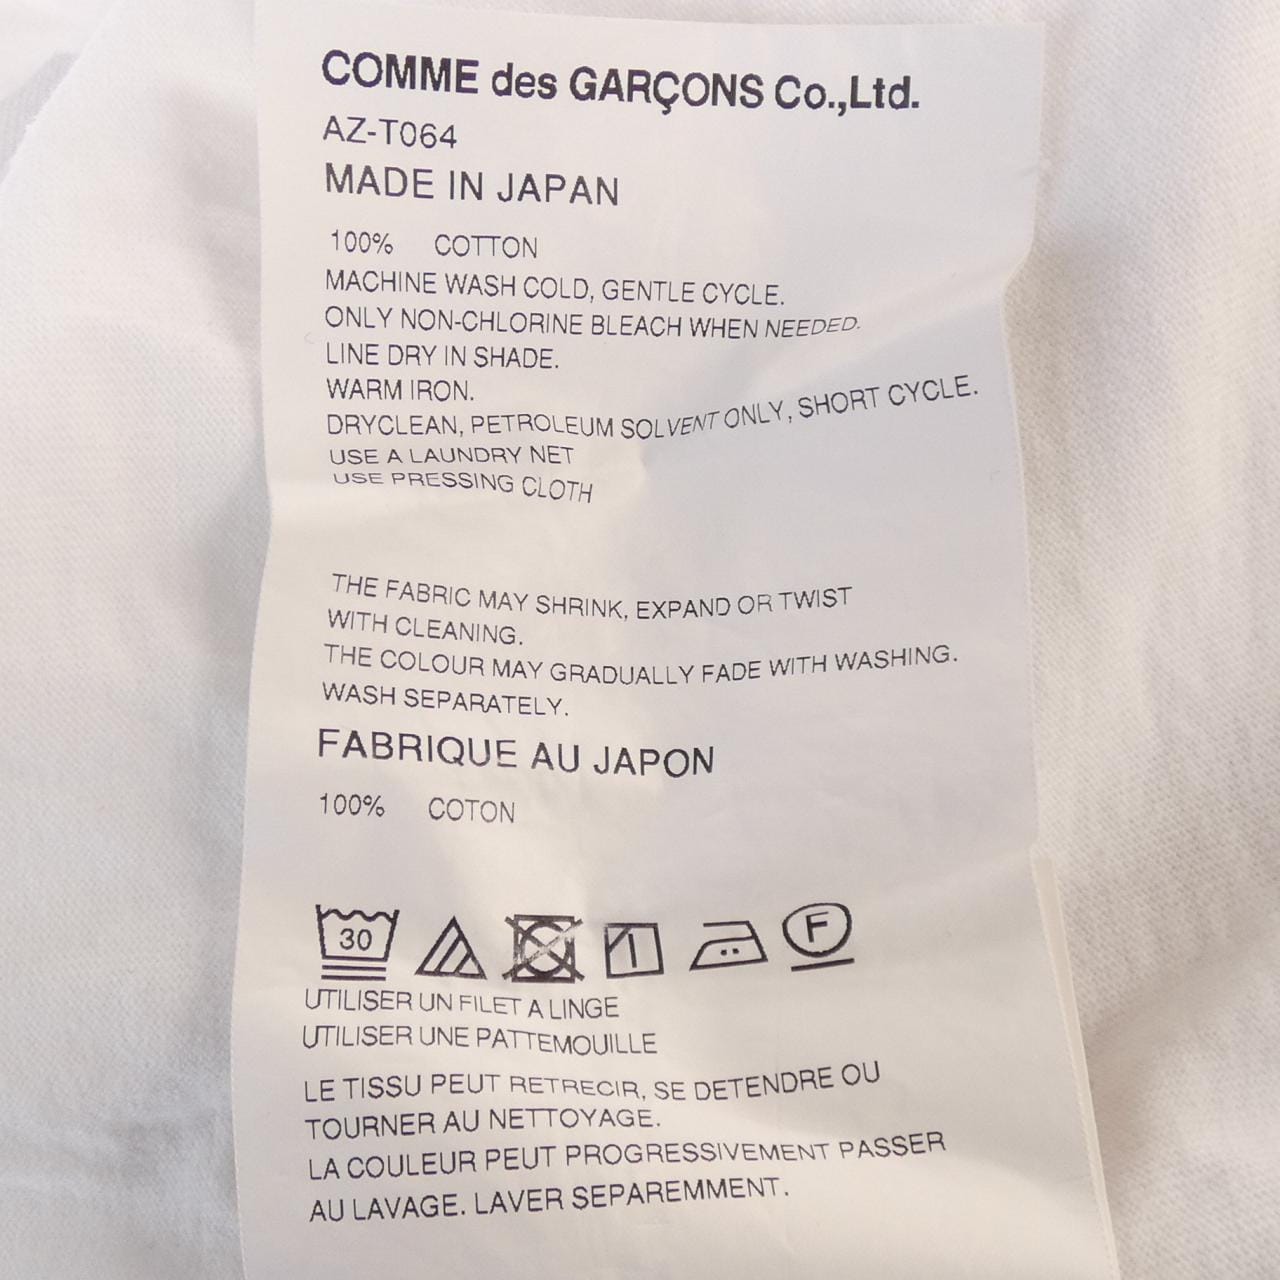 COMME des GARÇONS Co.,Ltd.
AZ-T064
MADE IN JAPAN
100% COTTON
MACHINE WASH COLD, GENTLE CYCLE.
ONLY NON-CHLORINE BLEACH WHEN NEEDED.
LINE DRY IN SHADE.
WARM IRON.
DRYCLEAN, PETROLEUM SOLVENT ONLY, SHORT CYCLE.
USE A LAUNDRY NET
USE PRESSING CLOTH
THE FABRIC MAY SHRINK, EXPAND OR TWIST
WITH CLEANING.
THE COLOUR MAY GRADUALLY FADE WITH WASHING.
WASH SEPARATELY.
FABRIQUE AU JAPON
100% COTON
30 F
UTILISER UN FILET A LINGE
UTILISER UNE PATTEMOUILLE
LE TISSU PEUT RETRECIR, SE DETENDRE OU
TOURNER AU NETTOYAGE.
LA COULEUR PEUT PROGRESSIVEMENT PASSER
AU LAVAGE. LAVER SEPAREMMENT.